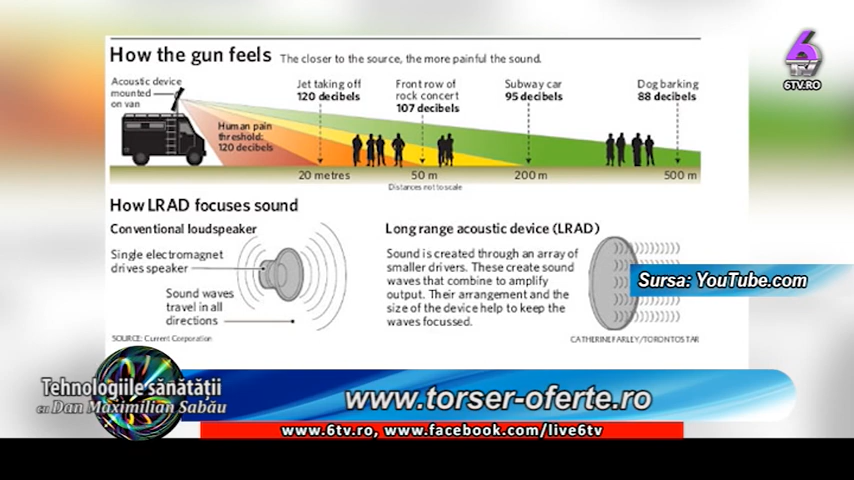 How the gun feels The closer to the source, the more painful the sound.
Acoustic device
mounted
on van
Jet taking off
120 decibels
Front row of
rock concert
107 decibels
Subway car
95 decibels
Dog barking
88 decibels
Human pain
threshold:
120 decibels
20 metres
50 m
200 m
500 m
Distances not to scale
How LRAD focuses sound
Conventional loudspeaker
Single electromagnet
drives speaker
Sound waves
travel in all
directions
SOURCE: Current Corporation
Long range acoustic device (LRAD)
Sound is created through an array of
smaller drivers. These create sound
waves that combine to amplify
output. Their arrangement and the
size of the device help to keep the
waves focussed.
CATHERINE FARLEY/TORONTO STAR
6
TV
6TV.RO
Sursa: YouTube.com
Tehnologiile sănătății
cu Dan Maximilian Sabău
www.torser-oferte.ro
www.6tv.ro, www.facebook.com/live6tv